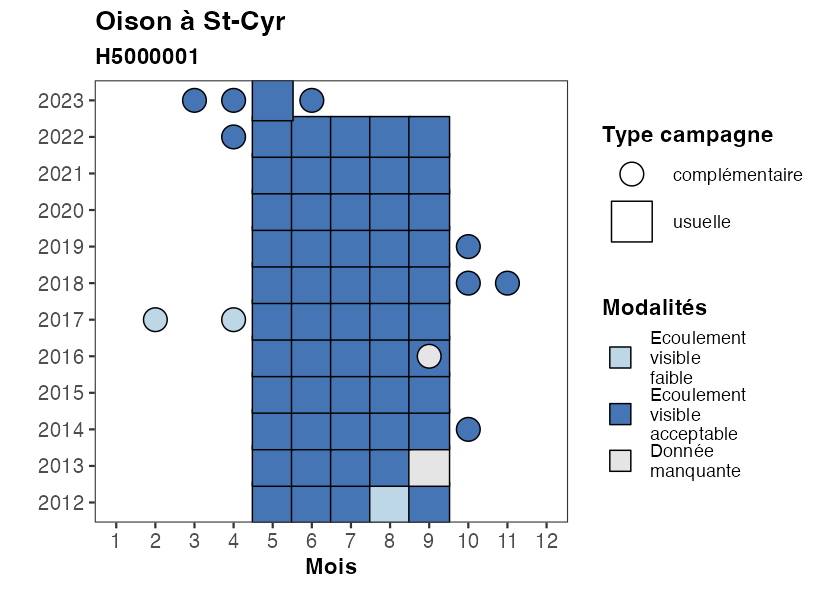 Oison à St-Cyr
H5000001
2023
2022
2021
2020
2019
2018
2017
2016
2015
2014
2013
2012
1 2 3 4 5 6 7 8 9 10 11 12
Mois
Type campagne
complémentaire
usuelle
Modalités
Ecoulement
visible
faible
Ecoulement
visible
acceptable
Donnée
manquante